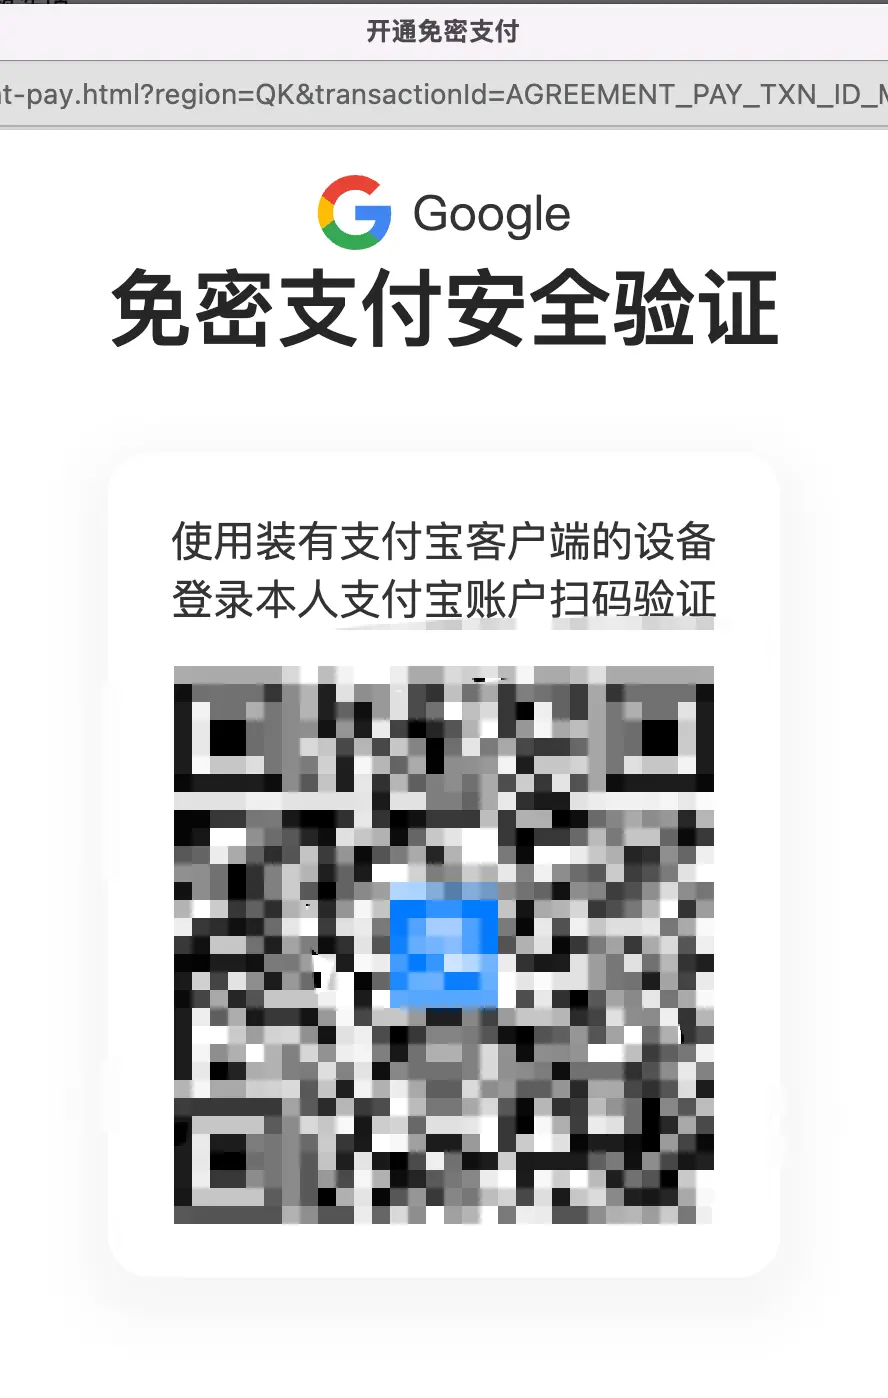 开通免密支付
t-pay.html?region=QK&transactionId=AGREEMENT_PAY_TXN_ID_
Google
免密支付安全验证
使用装有支付宝客户端的设备
登录本人支付宝账户扫码验证